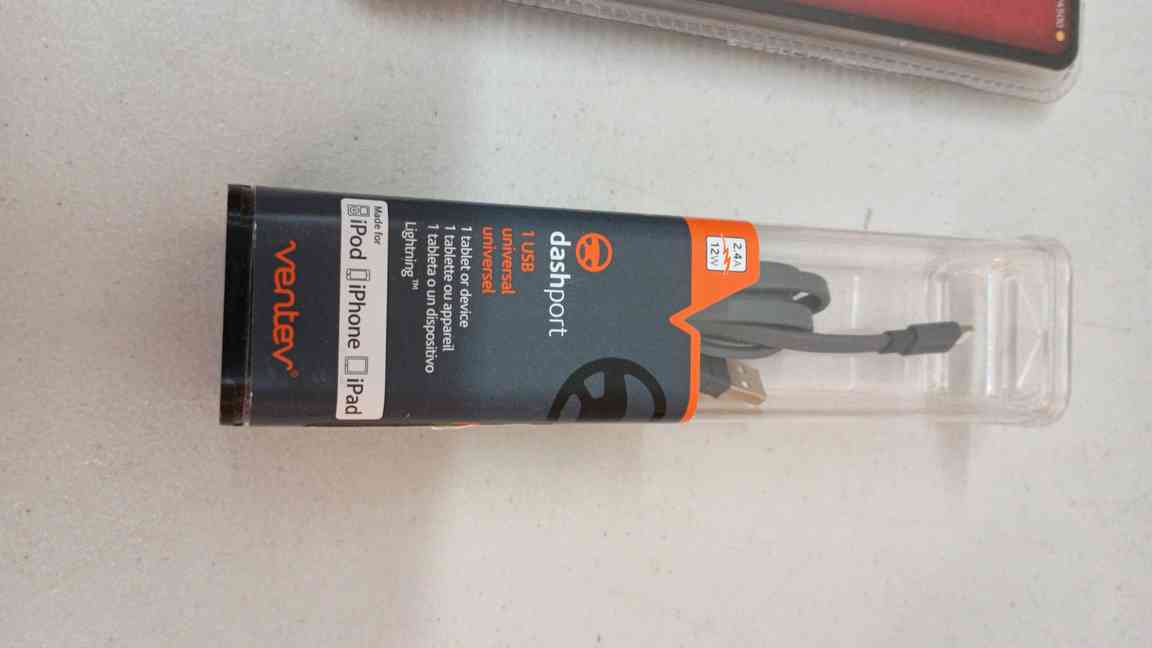 2.4A
12W
dashport
1 USB
universal
universel
1 tablet or device
1 tablette ou appareil
1 tableta o un dispositivo
Lightning™
Made for
iPod iPhone iPad
ventev®